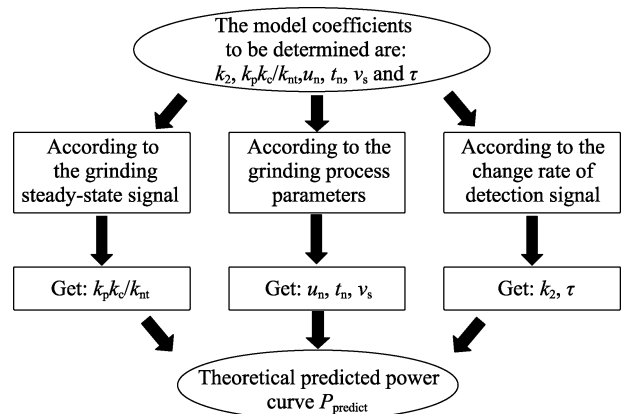 The model coefficients
to be determined are:
k2, kpkc/knt,un, tn, vs and τ
According to
the grinding
steady-state signal
According to the
grinding process
parameters
According to the
change rate of
detection signal
Get: kpkc/knt
Get: un, tn, vs
Get: k2, τ
Theoretical predicted power
curve Ppredict